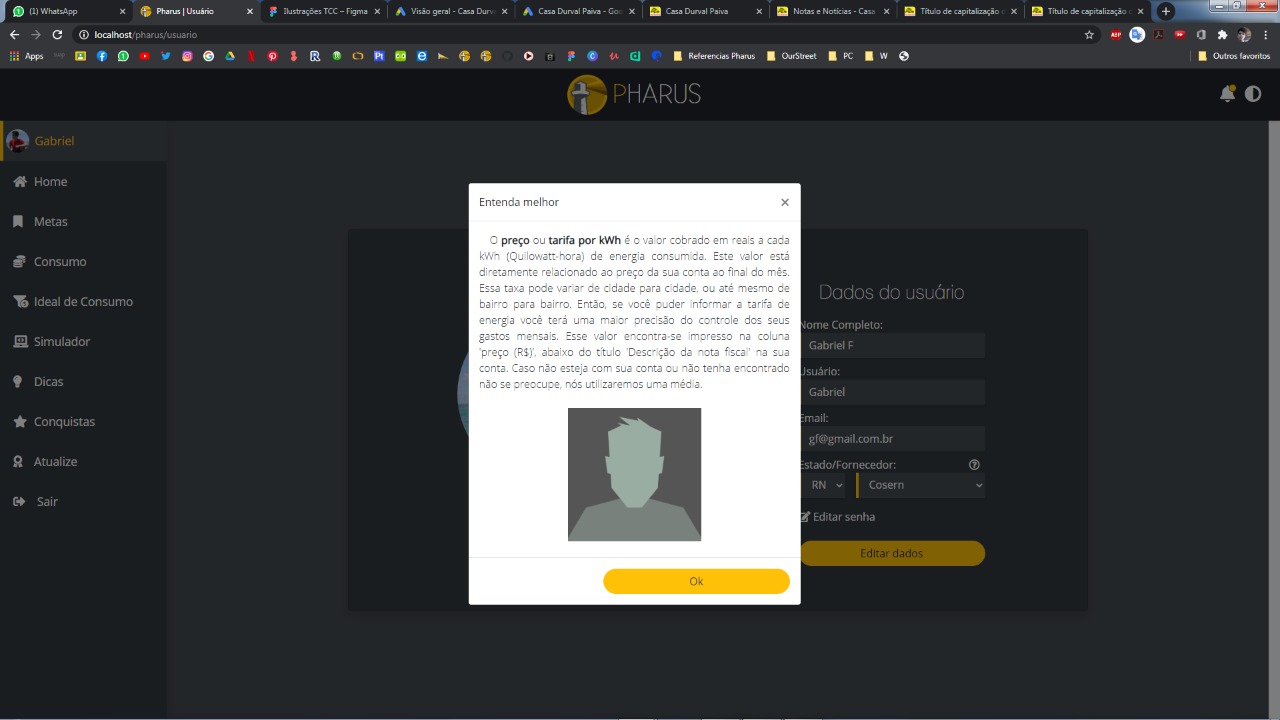 (1) WhatsApp
Pharus | Usuário
Ilustrações TCC – Figma
Visão geral - Casa Durva
Casa Durval Paiva - Goo
Casa Durval Paiva
Notas e Notícias - Casa
Título de capitalização
Título de capitalização
localhost/pharus/usuario
Apps
Referencias Pharus
OurStreet
PC
W
Outros favoritos
PHARUS
Gabriel
Home
Metas
Consumo
Ideal de Consumo
Simulador
Dicas
Conquistas
Atualize
Sair
Entenda melhor
×
O preço ou tarifa por kWh é o valor cobrado em reais a cada
kWh (Quilowatt-hora) de energia consumida. Este valor está
diretamente relacionado ao preço da sua conta ao final do mês.
Essa taxa pode variar de cidade para cidade, ou até mesmo de
bairro para bairro. Então, se você puder informar a tarifa de
energia você terá uma maior precisão do controle dos seus
gastos mensais. Esse valor encontra-se impresso na coluna
'preço (R$)', abaixo do título 'Descrição da nota fiscal' na sua
conta. Caso não esteja com sua conta ou não tenha encontrado
não se preocupe, nós utilizaremos uma média.
Ok
Dados do usuário
Nome Completo:
Gabriel F
Usuário:
Gabriel
Email:
gf@gmail.com.br
Estado/Fornecedor:
RN
Cosern
Editar senha
Editar dados